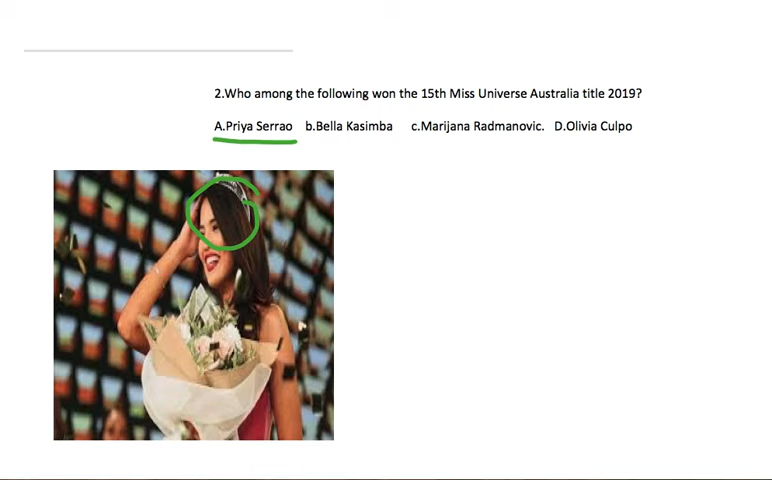 2.Who among the following won the 15th Miss Universe Australia title 2019?
A.Priya Serrao b.Bella Kasimba c.Marijana Radmanovic. D.Olivia Culpo